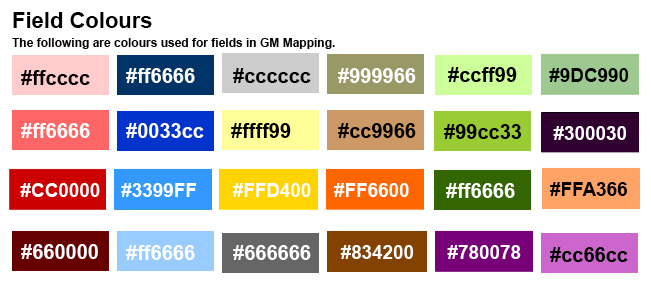 Field Colours
The following are colours used for fields in GM Mapping.
#ffcccc #ff6666 #cccccc #999966 #ccff99 #9DC990
#ff6666 #0033cc #ffff99 #cc9966 #99cc33 #300030
#CC0000 #3399FF #FFD400 #FF6600 #ff6666 #FFA366
#660000 #ff6666 #666666 #834200 #780078 #cc66cc